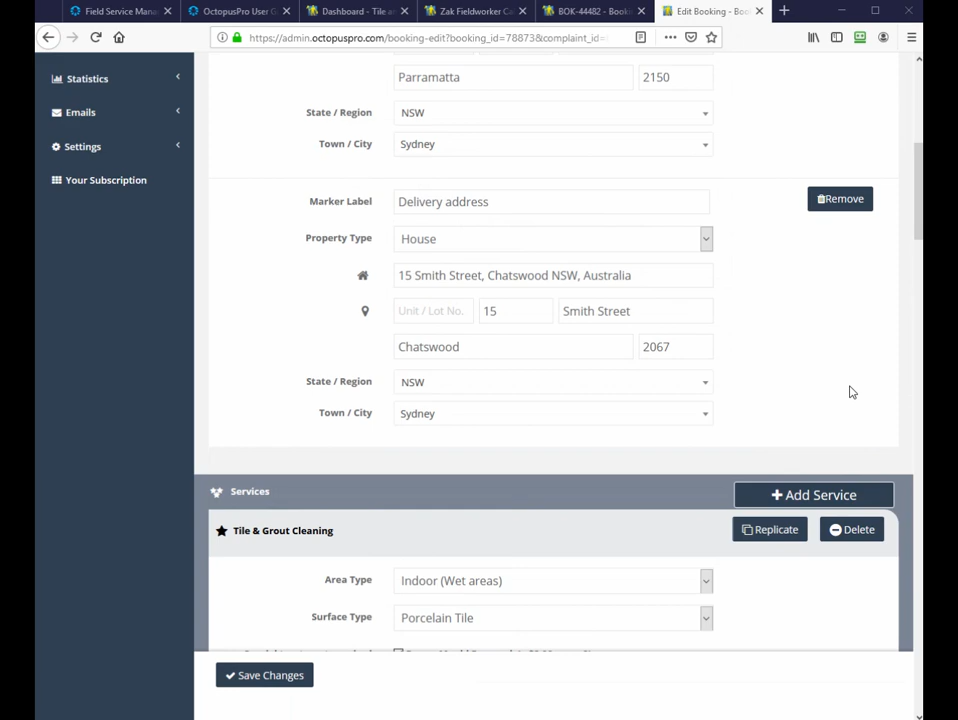 Field Service Mana
OctopusPro User G
Dashboard - Tile a
Zak Fieldworker Ca
BOK-44482 - Booki
Edit Booking - Boo
https://admin.octopuspro.com/booking-edit?booking_id=78873&complaint_id=
Statistics
Emails
Settings
Your Subscription
Parramatta
2150
State / Region
NSW
Town / City
Sydney
Marker Label
Delivery address
Remove
Property Type
House
15 Smith Street, Chatswood NSW, Australia
Unit / Lot No.
15
Smith Street
Chatswood
2067
State / Region
NSW
Town / City
Sydney
Services
Add Service
Tile & Grout Cleaning
Replicate
Delete
Area Type
Indoor (Wet areas)
Surface Type
Porcelain Tile
Save Changes